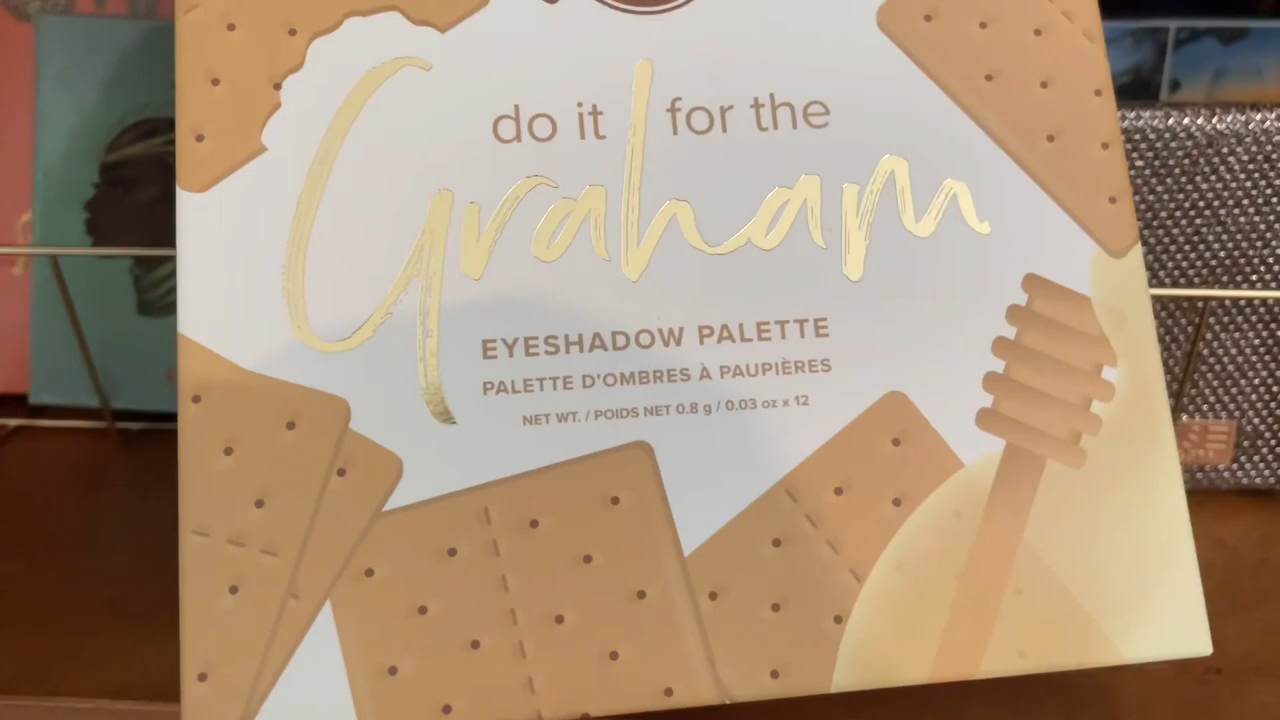 do it for the
Graham
EYESHADOW PALETTE
PALETTE D'OMBRES À PAUPIÈRES
NET WT. / POIDS NET 0.8 g / 0.03 oz x 12